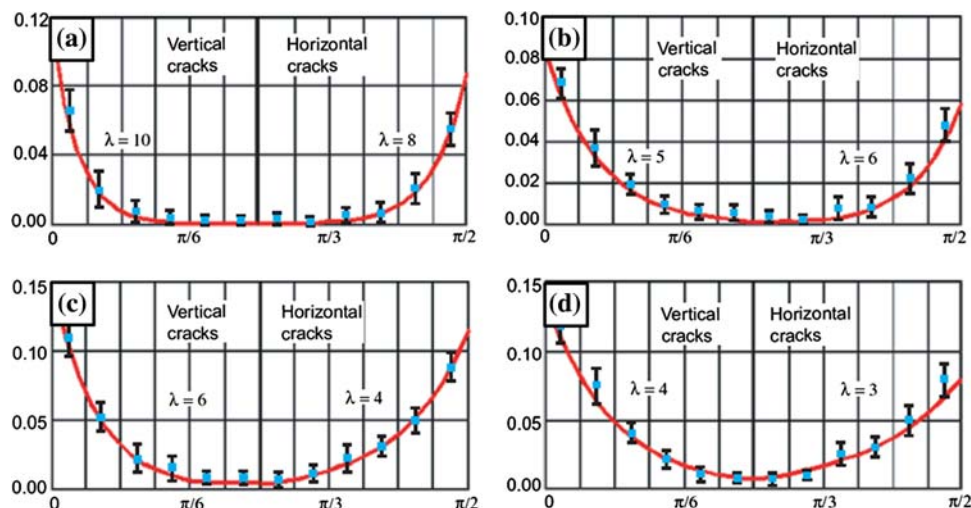 0.12
(a)
Vertical cracks
Horizontal cracks
0.08
λ = 10
λ = 8
0.04
0.00
0
π/6
π/3
π/2
0.10
(b)
Vertical cracks
Horizontal cracks
0.08
0.06
0.04
λ = 5
λ = 6
0.02
0.00
0
π/6
π/3
π/2
0.15
(c)
Vertical cracks
Horizontal cracks
0.10
λ = 6
λ = 4
0.05
0.00
0
π/6
π/3
π/2
0.15
(d)
Vertical cracks
Horizontal cracks
0.10
λ = 4
λ = 3
0.05
0.00
0
π/6
π/3
π/2